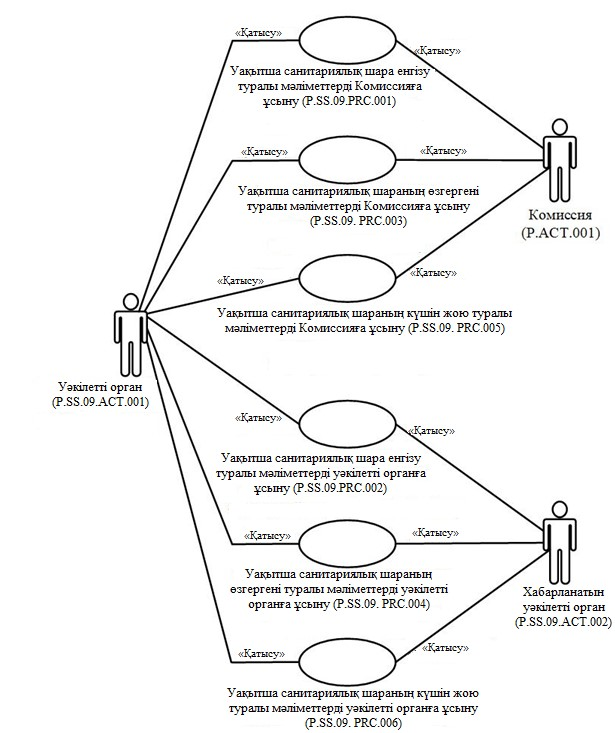 «Қатысу»
«Қатысу»
Уақытша санитариялық шара енгізу
туралы мәліметтерді Комиссияға
ұсыну (P.SS.09.PRC.001)
«Қатысу»
«Қатысу»
Уақытша санитариялық шараның өзгергені
туралы мәліметтерді Комиссияға ұсыну
(P.SS.09. PRC.003)
Комиссия
(P.ACT.001)
«Қатысу»
«Қатысу»
Уақытша санитариялық шараның күшін жою туралы
мәліметтерді Комиссияға ұсыну (P.SS.09. PRC.005)
Уәкілетті орган
(P.SS.09.ACT.001)
«Қатысу»
«Қатысу»
Уақытша санитариялық шара енгізу
туралы мәліметтерді уәкілетті органға
ұсыну (P.SS.09.PRC.002)
«Қатысу»
«Қатысу»
Уақытша санитариялық шараның
өзгергені туралы мәліметтерді уәкілетті
органға ұсыну (P.SS.09. PRC.004)
Хабарланатын
уәкілетті орган
(P.SS.09.ACT.002)
«Қатысу»
«Қатысу»
Уақытша санитариялық шараның күшін жою
туралы мәліметтерді уәкілетті органға ұсыну
(P.SS.09. PRC.006)